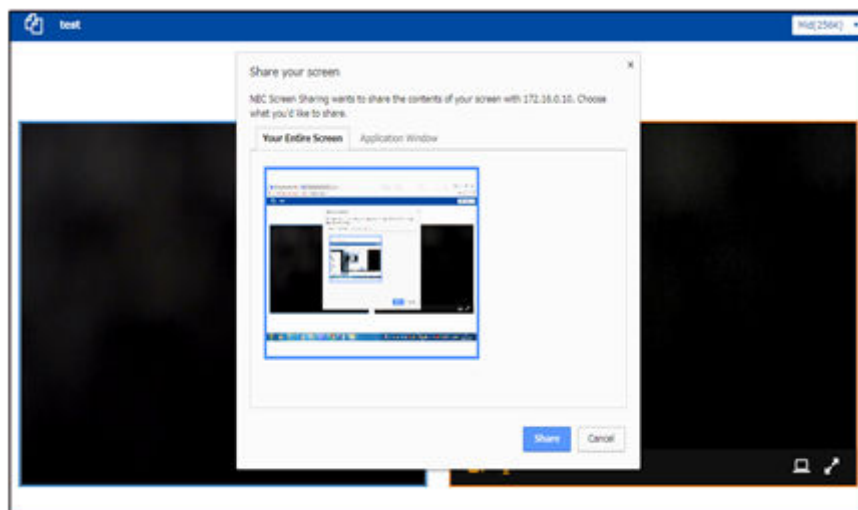 test
Mid(256K)
Share your screen
NEC Screen Sharing wants to share the contents of your screen with 172.16.0.10. Choose
what you'd like to share.
Your Entire Screen Application Window
Share Cancel